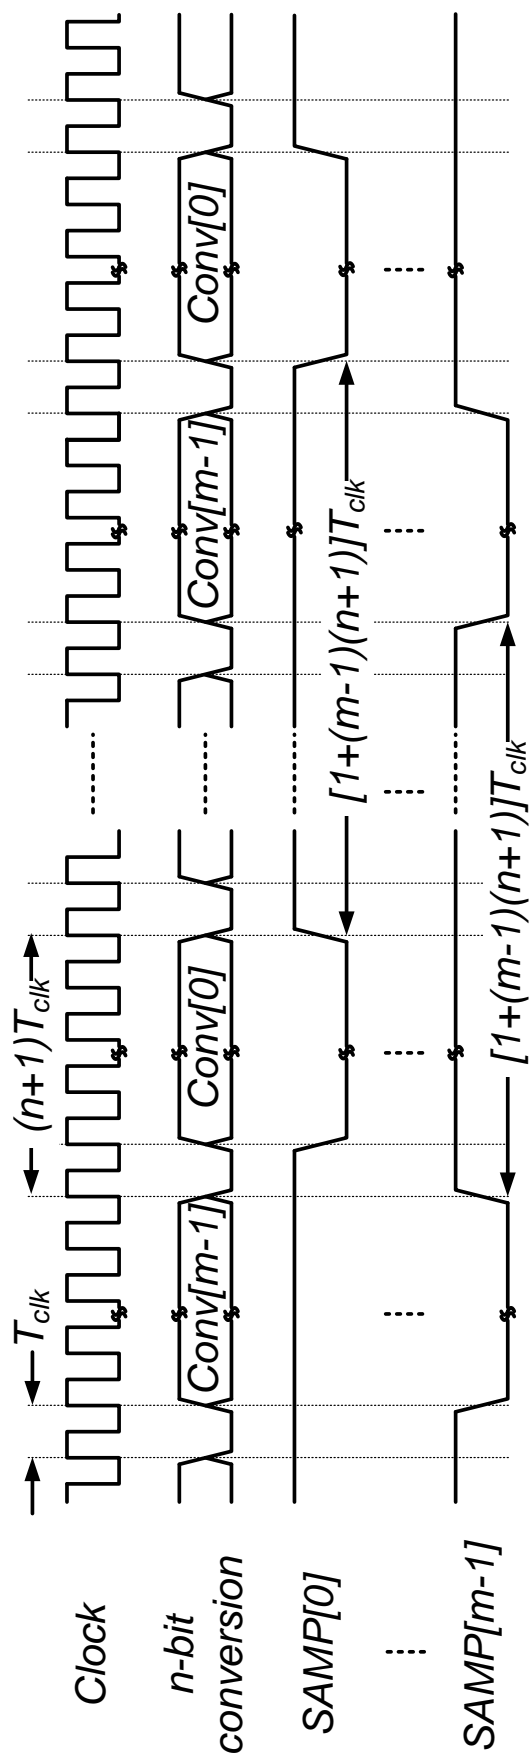 T_clk
(n+1)T_clk
Clock
n-bit
conversion
Conv[m-1]
Conv[0]
Conv[m-1]
Conv[0]
SAMP[0]
[1+(m-1)(n+1)]T_clk
SAMP[m-1]
[1+(m-1)(n+1)]T_clk